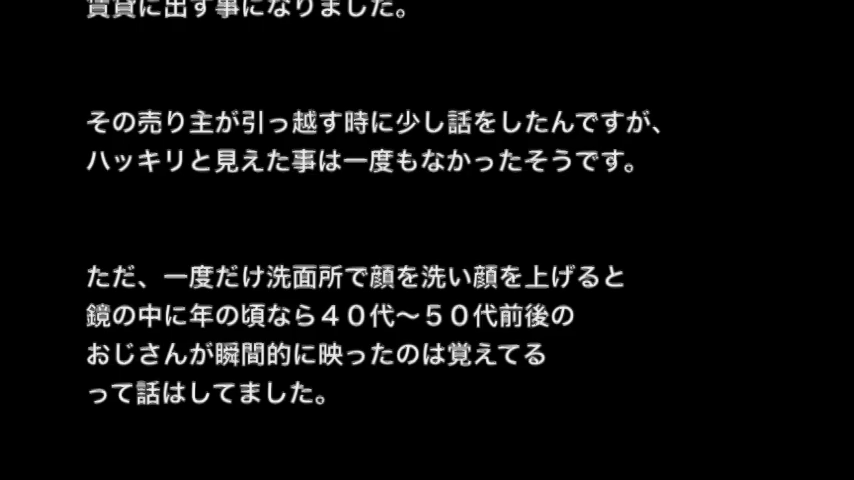 賃貸に出す事になりました。
その売り主が引っ越す時に少し話をしたんですが、
ハッキリと見えた事は一度もなかったそうです。
ただ、一度だけ洗面所で顔を洗い顔を上げると
鏡の中に年の頃なら４０代～５０代前後の
おじさんが瞬間的に映ったのは覚えてる
って話はしてました。